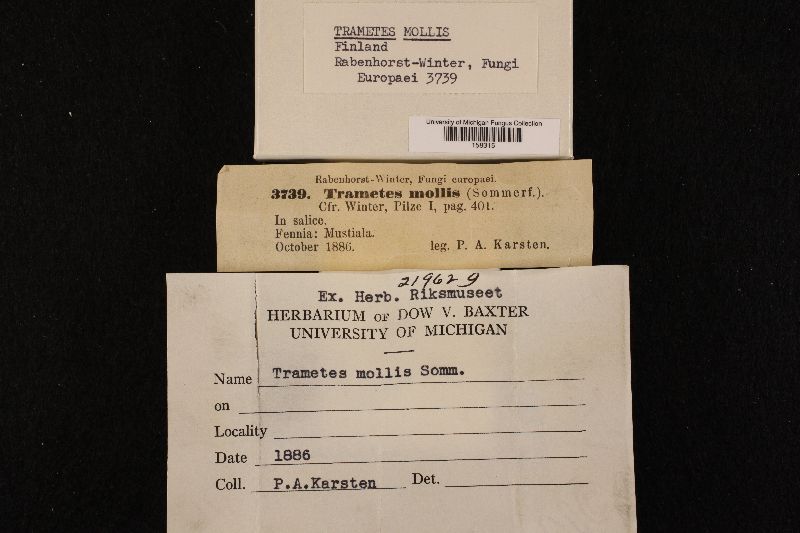 TRAMETES MOLLIS
Finland
Rabenhorst-Winter, Fungi
Europaei 3739
University of Michigan Fungus Collection
158315
Rabenhorst-Winter, Fungi europaei.
3739. Trametes mollis (Sommerf.).
Cfr. Winter, Pilze I, pag. 401.
In salice.
Fennia: Mustiala.
October 1886. leg. P. A. Karsten.
21962 g
Ex. Herb. Riksmuseet
HERBARIUM OF DOW V. BAXTER
UNIVERSITY OF MICHIGAN
Name Trametes mollis Somm.
on
Locality
Date 1886
Coll. P.A.Karsten Det.